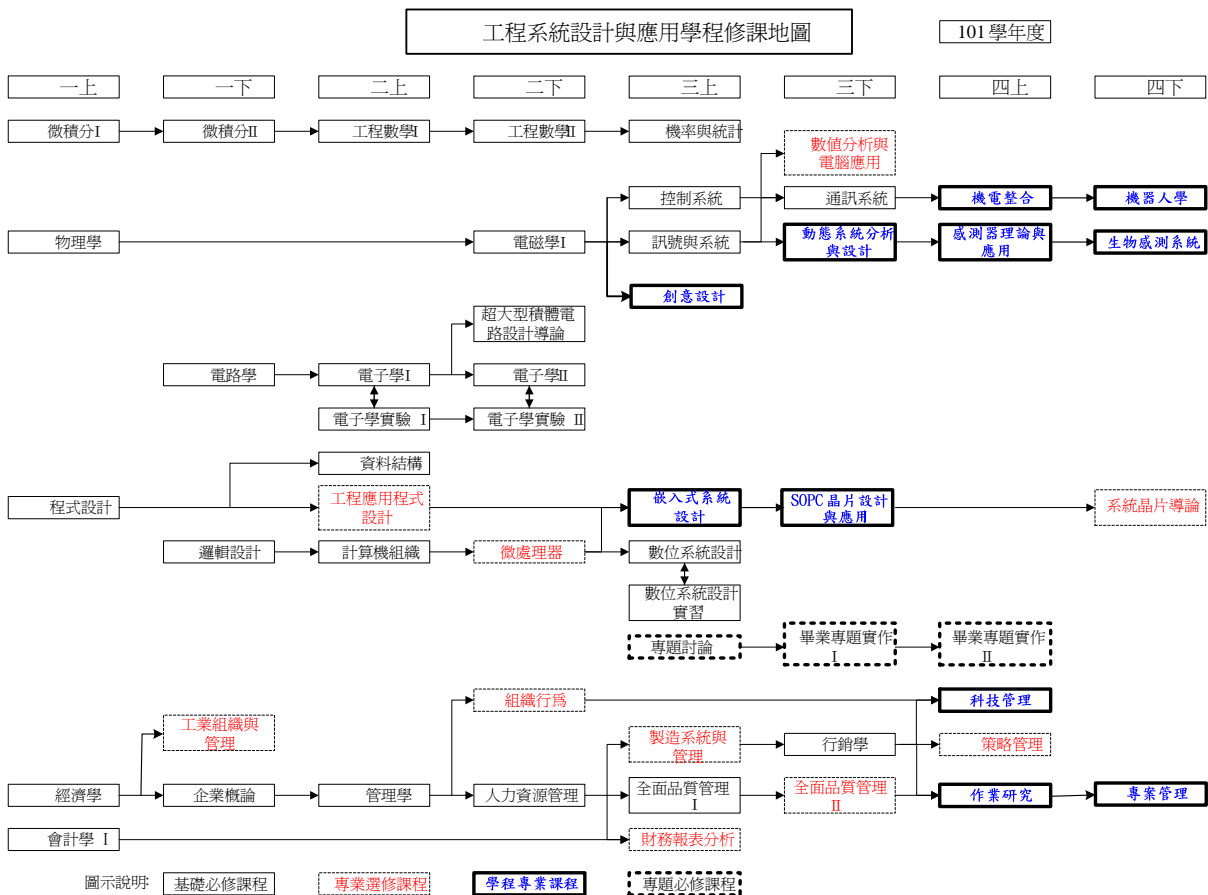 工程系統設計與應用學程修課地圖
101學年度
一上
一下
二上
二下
三上
三下
四上
四下
微積分I
微積分II
工程數學I
工程數學II
機率與統計
數值分析與
電腦應用
控制系統
通訊系統
機電整合
機器人學
物理學
電磁學I
訊號與系統
動態系統分析
與設計
感測器理論與
應用
生物感測系統
創意設計
超大型積體電
路設計導論
電路學
電子學I
電子學II
電子學實驗 I
電子學實驗 II
資料結構
程式設計
工程應用程式
設計
嵌入式系統
設計
SOPC晶片設計
與應用
系統晶片導論
邏輯設計
計算機組織
微處理器
數位系統設計
數位系統設計
實習
專題討論
畢業專題實作
I
畢業專題實作
II
組織行為
科技管理
工業組織與
管理
製造系統與
管理
行銷學
策略管理
經濟學
企業概論
管理學
人力資源管理
全面品質管理
I
全面品質管理
II
作業研究
專案管理
會計學 I
財務報表分析
圖示說明:
基礎必修課程
專業選修課程
學程專業課程
專題必修課程